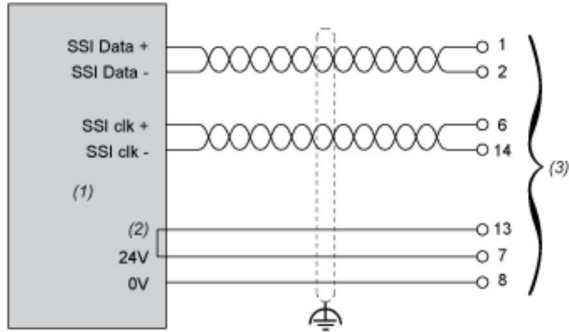 SSI Data + 1
SSI Data - 2
SSI clk + 6
SSI clk - 14
(1)
(3)
(2) 13
24V 7
0V 8